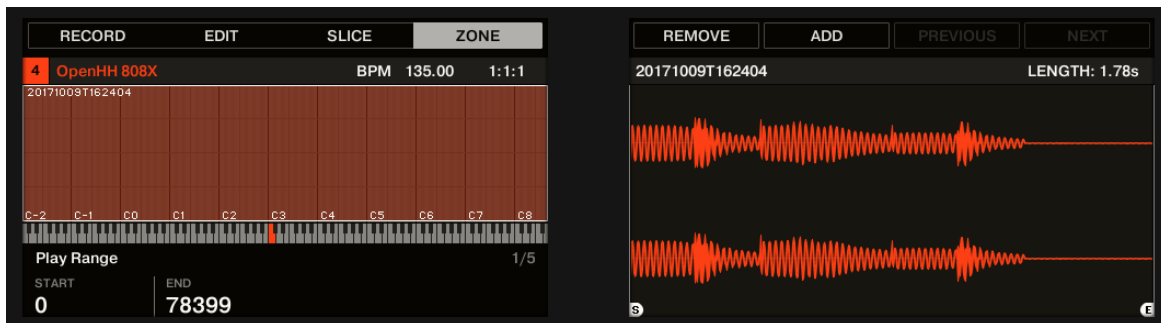 RECORD EDIT SLICE ZONE
4 OpenHH 808X BPM 135.00 1:1:1
20171009T162404
C-2 C-1 C0 C1 C2 C3 C4 C5 C6 C7 C8
Play Range 1/5
START END
0 78399
REMOVE ADD PREVIOUS NEXT
20171009T162404 LENGTH: 1.78s
S E